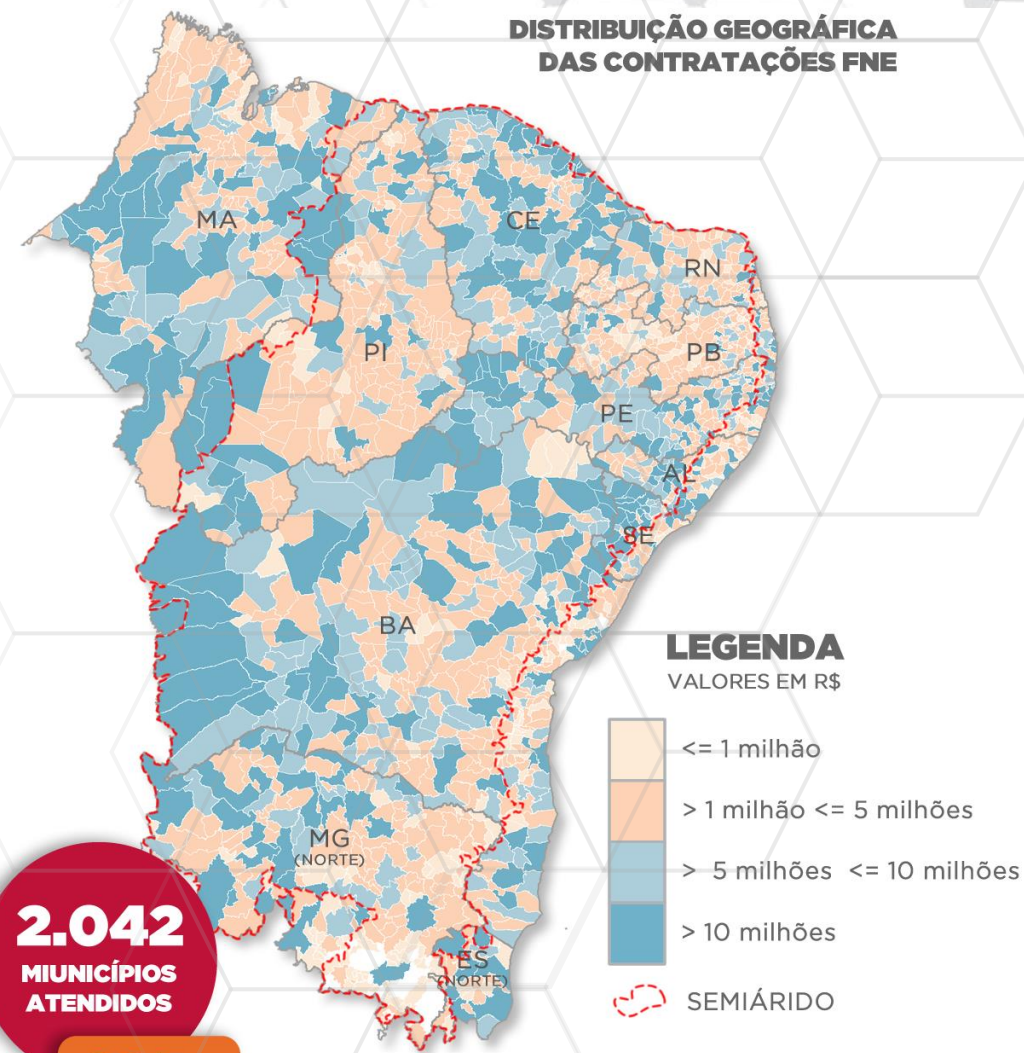 DISTRIBUIÇÃO GEOGRÁFICA
DAS CONTRATAÇÕES FNE
MA
CE
RN
PI
PB
PE
AL
SE
BA
MG
(NORTE)
ES
(NORTE)
LEGENDA
VALORES EM R$
<= 1 milhão
> 1 milhão <= 5 milhões
> 5 milhões <= 10 milhões
> 10 milhões
SEMIÁRIDO
2.042
MIUNICÍPIOS
ATENDIDOS